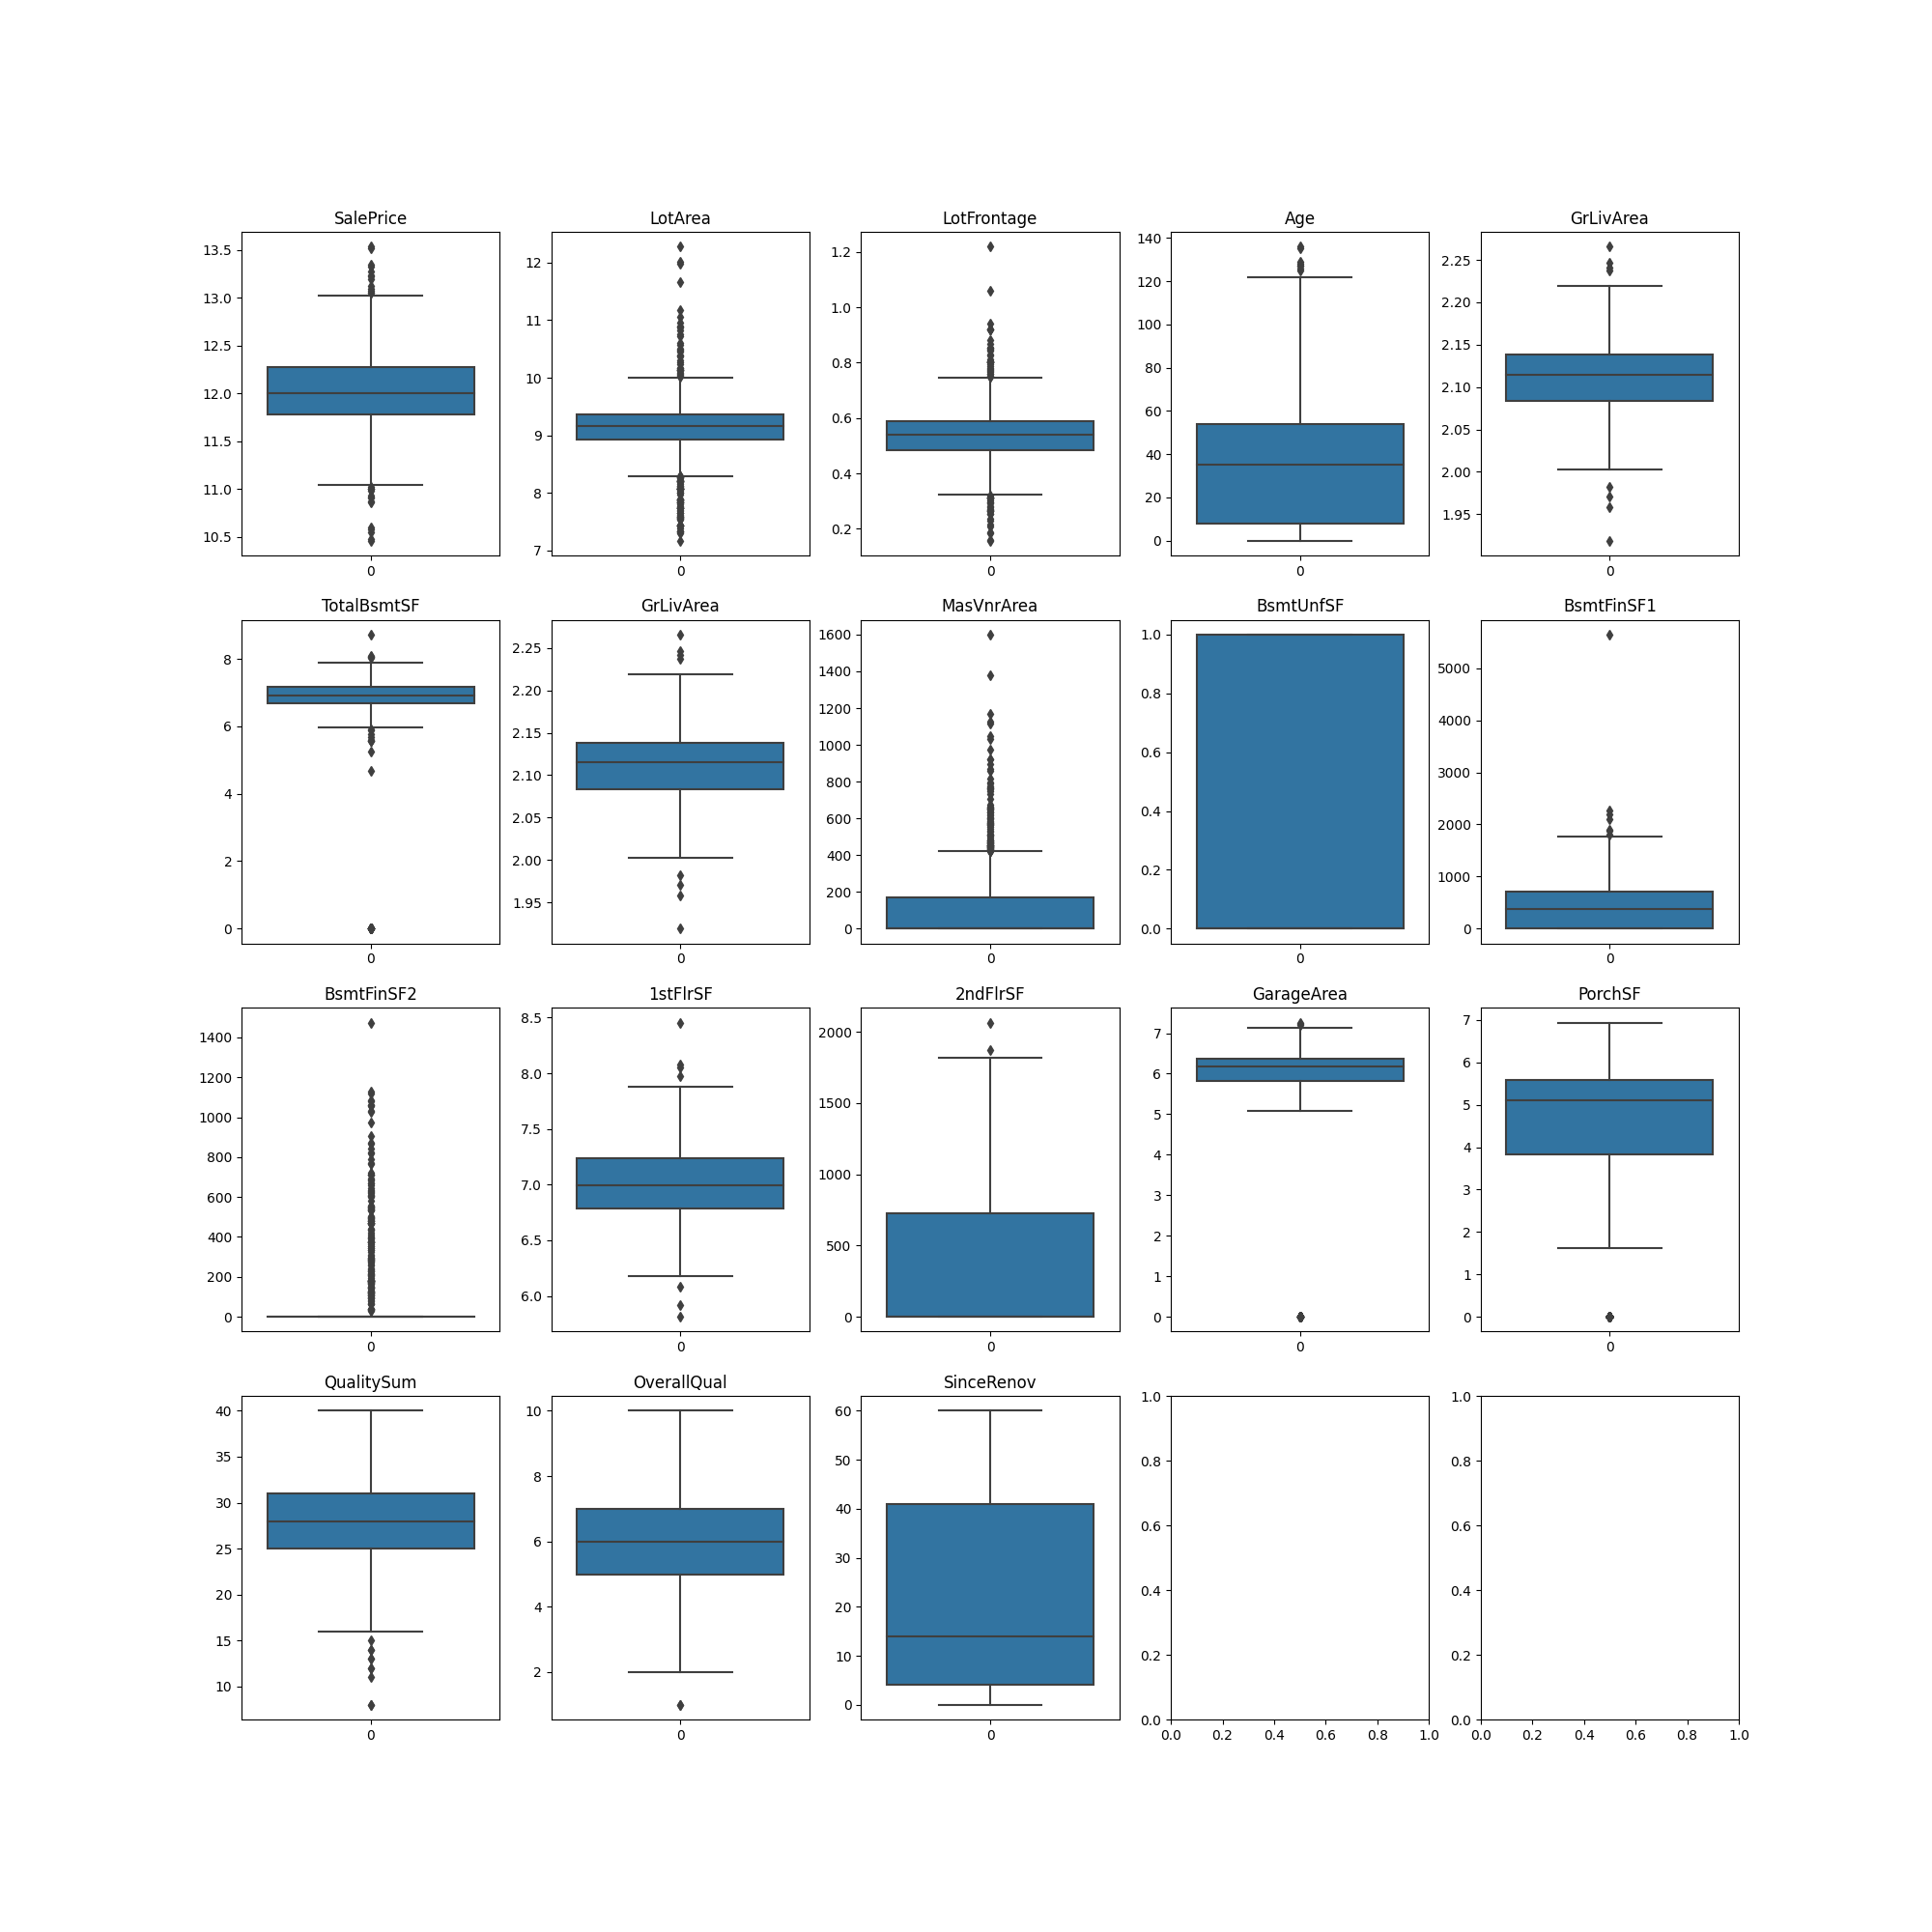 SalePrice LotArea LotFrontage Age GrLivArea
13.5 13.0 12.5 12.0 11.5 11.0 10.5
0
12 11 10 9 8 7
0
1.2 1.0 0.8 0.6 0.4 0.2
0
140 120 100 80 60 40 20 0
0
2.25 2.20 2.15 2.10 2.05 2.00 1.95
0
TotalBsmtSF GrLivArea MasVnrArea BsmtUnfSF BsmtFinSF1
8 6 4 2 0
0
2.25 2.20 2.15 2.10 2.05 2.00 1.95
0
1600 1400 1200 1000 800 600 400 200 0
0
1.0 0.8 0.6 0.4 0.2 0.0
0
5000 4000 3000 2000 1000 0
0
BsmtFinSF2 1stFlrSF 2ndFlrSF GarageArea PorchSF
1400 1200 1000 800 600 400 200 0
0
8.5 8.0 7.5 7.0 6.5 6.0
0
2000 1500 1000 500 0
0
7 6 5 4 3 2 1 0
0
7 6 5 4 3 2 1 0
0
QualitySum OverallQual SinceRenov
40 35 30 25 20 15 10
0
10 8 6 4 2
0
60 50 40 30 20 10 0
0
1.0 0.8 0.6 0.4 0.2 0.0
0.0 0.2 0.4 0.6 0.8 1.0
1.0 0.8 0.6 0.4 0.2 0.0
0.0 0.2 0.4 0.6 0.8 1.0